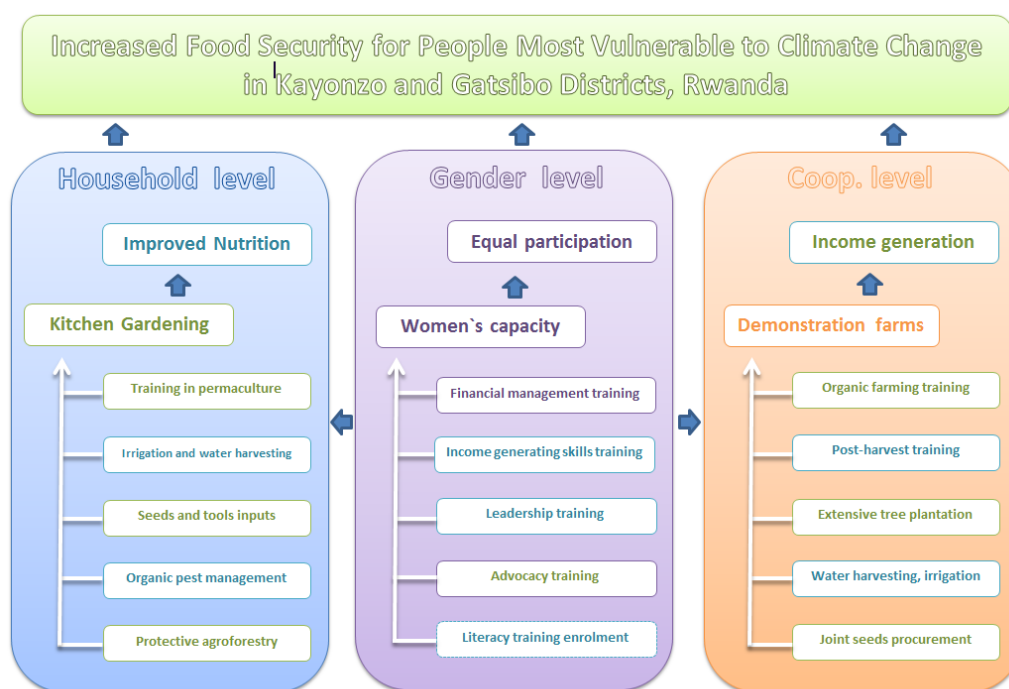 Increased Food Security for People Most Vulnerable to Climate Change
in Kayonzo and Gatsibo Districts, Rwanda
Household level
Improved Nutrition
Kitchen Gardening
Training in permaculture
Irrigation and water harvesting
Seeds and tools inputs
Organic pest management
Protective agroforestry
Gender level
Equal participation
Women`s capacity
Financial management training
Income generating skills training
Leadership training
Advocacy training
Literacy training enrolment
Coop. level
Income generation
Demonstration farms
Organic farming training
Post-harvest training
Extensive tree plantation
Water harvesting, irrigation
Joint seeds procurement